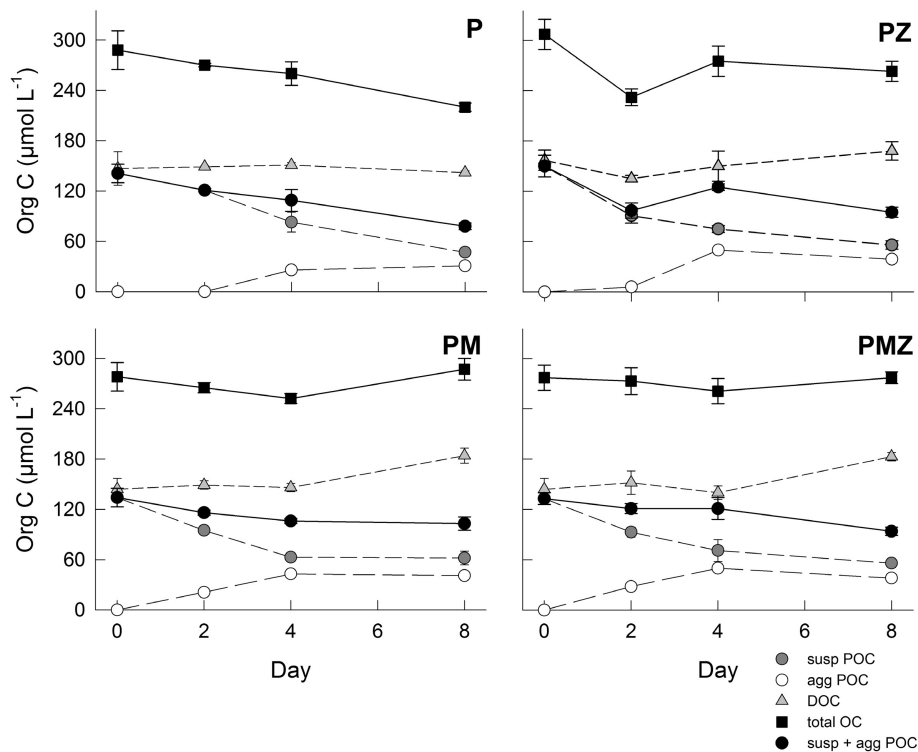 P
PZ
300
240
180
120
60
0
Org C (µmol L⁻¹)
PM
PMZ
300
240
180
120
60
0
Org C (µmol L⁻¹)
0 2 4 6 8
0 2 4 6 8
Day
Day
susp POC
agg POC
DOC
total OC
susp + agg POC